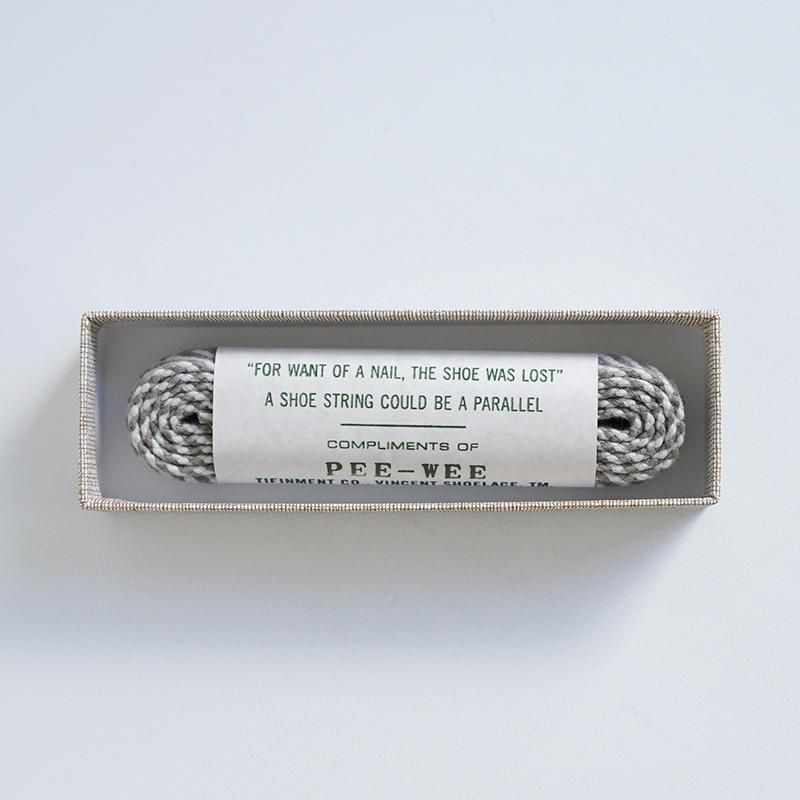 “FOR WANT OF A NAIL, THE SHOE WAS LOST”
A SHOE STRING COULD BE A PARALLEL
COMPLIMENTS OF
PEE-WEE
CO. VINCENT SHOELACE TM